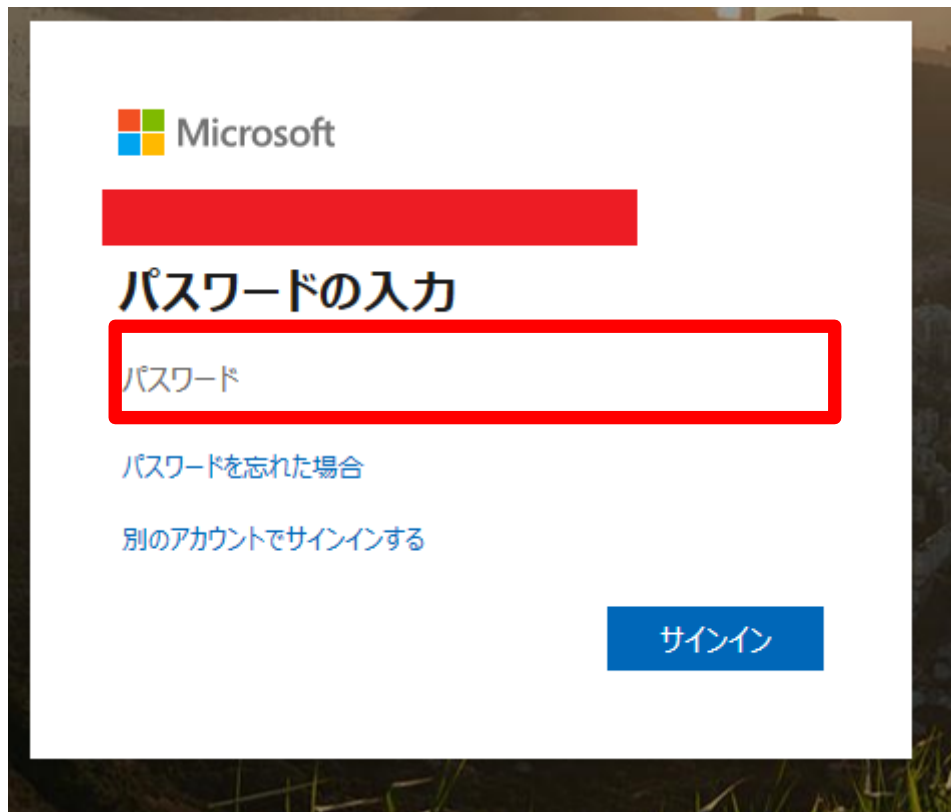 Microsoft
パスワードの入力
パスワード
パスワードを忘れた場合
別のアカウントでサインインする
サインイン